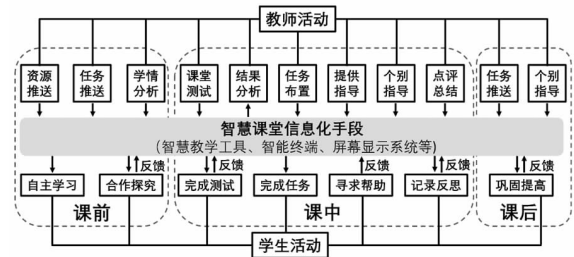 教师活动
资源推送
任务推送
学情分析
课堂测试
结果分析
任务布置
提供指导
个别指导
点评总结
任务推送
个别指导
智慧课堂信息化手段
(智慧教学工具、智能终端、屏幕显示系统等)
反馈
反馈
反馈
反馈
反馈
自主学习
合作探究
完成测试
完成任务
寻求帮助
记录反思
巩固提高
课前
课中
课后
学生活动